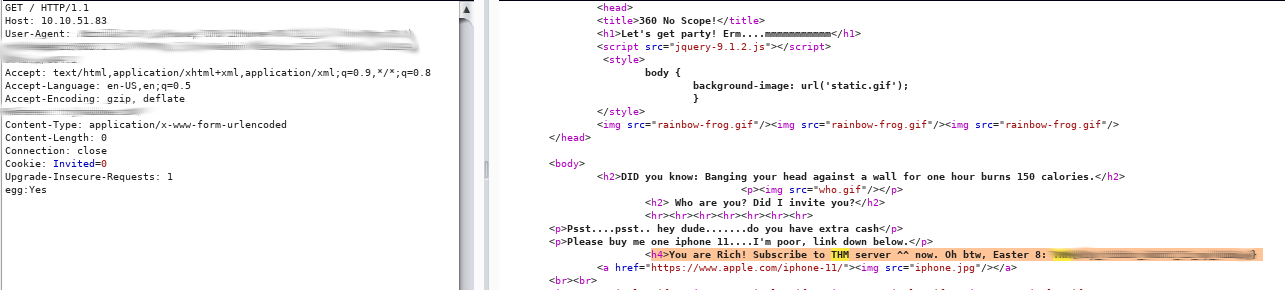 GET / HTTP/1.1
Host: 10.10.51.83
User-Agent:
Accept: text/html,application/xhtml+xml,application/xml;q=0.9,*/*;q=0.8
Accept-Language: en-US,en;q=0.5
Accept-Encoding: gzip, deflate
Content-Type: application/x-www-form-urlencoded
Content-Length: 0
Connection: close
Cookie: Invited=0
Upgrade-Insecure-Requests: 1
egg:Yes
<head>
<title>360 No Scope!</title>
<h1>Let's get party! Erm....</h1>
<script src="jquery-9.1.2.js"></script>
<style>
body {
background-image: url('static.gif');
}
</style>
<img src="rainbow-frog.gif"/><img src="rainbow-frog.gif"/><img src="rainbow-frog.gif"/>
</head>
<body>
<h2>DID you know: Banging your head against a wall for one hour burns 150 calories.</h2>
<p><img src="who.gif"/></p>
<h2> Who are you? Did I invite you?</h2>
<hr><hr><hr><hr><hr><hr><hr>
<p>Psst....psst.. hey dude.......do you have extra cash</p>
<p>Please buy me one iphone 11....I'm poor, link down below.</p>
<h4>You are Rich! Subscribe to THM server ^^ now. Oh btw, Easter 8: }
<a href="https://www.apple.com/iphone-11/"><img src="iphone.jpg"/></a>
<br><br>